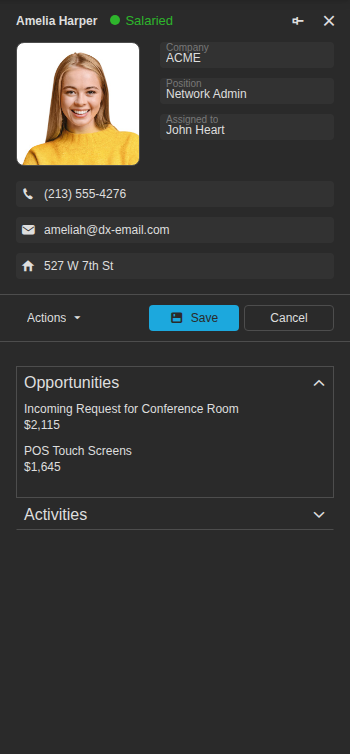 Amelia Harper Salaried
Company
ACME
Position
Network Admin
Assigned to
John Heart
(213) 555-4276
ameliah@dx-email.com
527 W 7th St
Actions Save Cancel
Opportunities
Incoming Request for Conference Room
$2,115
POS Touch Screens
$1,645
Activities